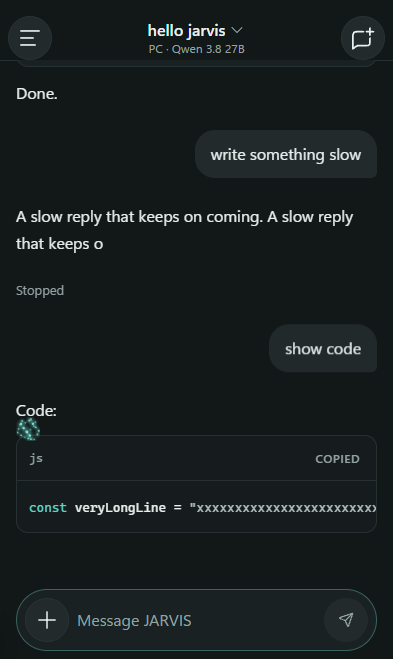 hello jarvis
PC · Qwen 3.8 27B
Done.
write something slow
A slow reply that keeps on coming. A slow reply
that keeps o
Stopped
show code
Code:
js
COPIED
const veryLongLine = "xxxxxxxxxxxxxxxxxxxxxxxx
Message JARVIS